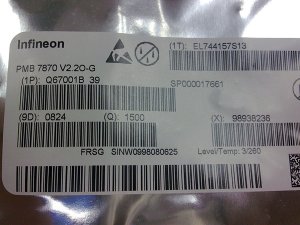 Infineon
(1T): EL744157S13
PMB 7870 V2.2O-G
(1P): Q67001B 39
SP000017661
(9D): 0824 (Q): 1500 (X): 98938236
FRSG SINW0998080625 Level/Temp: 3/260